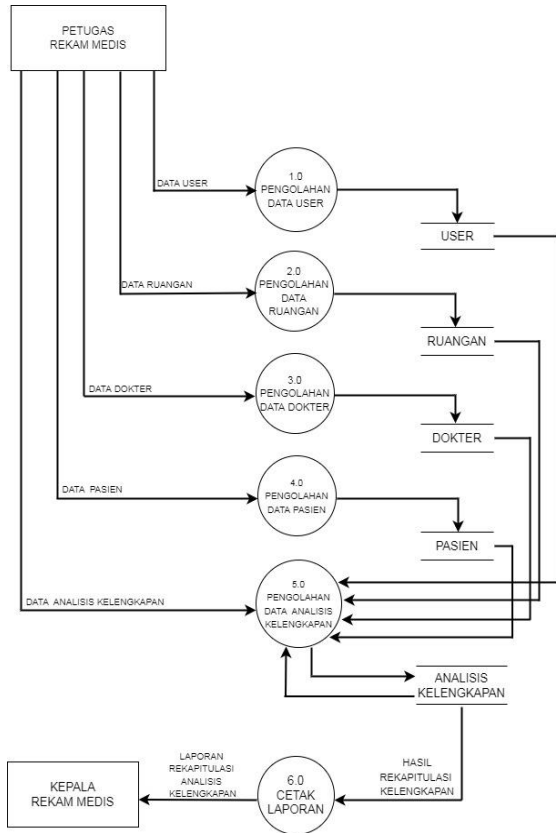 PETUGAS
REKAM MEDIS
DATA USER
1.0
PENGOLAHAN
DATA USER
USER
DATA RUANGAN
2.0
PENGOLAHAN
DATA
RUANGAN
RUANGAN
DATA DOKTER
3.0
PENGOLAHAN
DATA DOKTER
DOKTER
DATA PASIEN
4.0
PENGOLAHAN
DATA PASIEN
PASIEN
DATA ANALISIS KELENGKAPAN
5.0
PENGOLAHAN
DATA ANALISIS
KELENGKAPAN
ANALISIS
KELENGKAPAN
KEPALA
REKAM MEDIS
LAPORAN
REKAPITULASI
ANALISIS
KELENGKAPAN
6.0
CETAK
LAPORAN
HASIL
REKAPITULASI
KELENGKAPAN